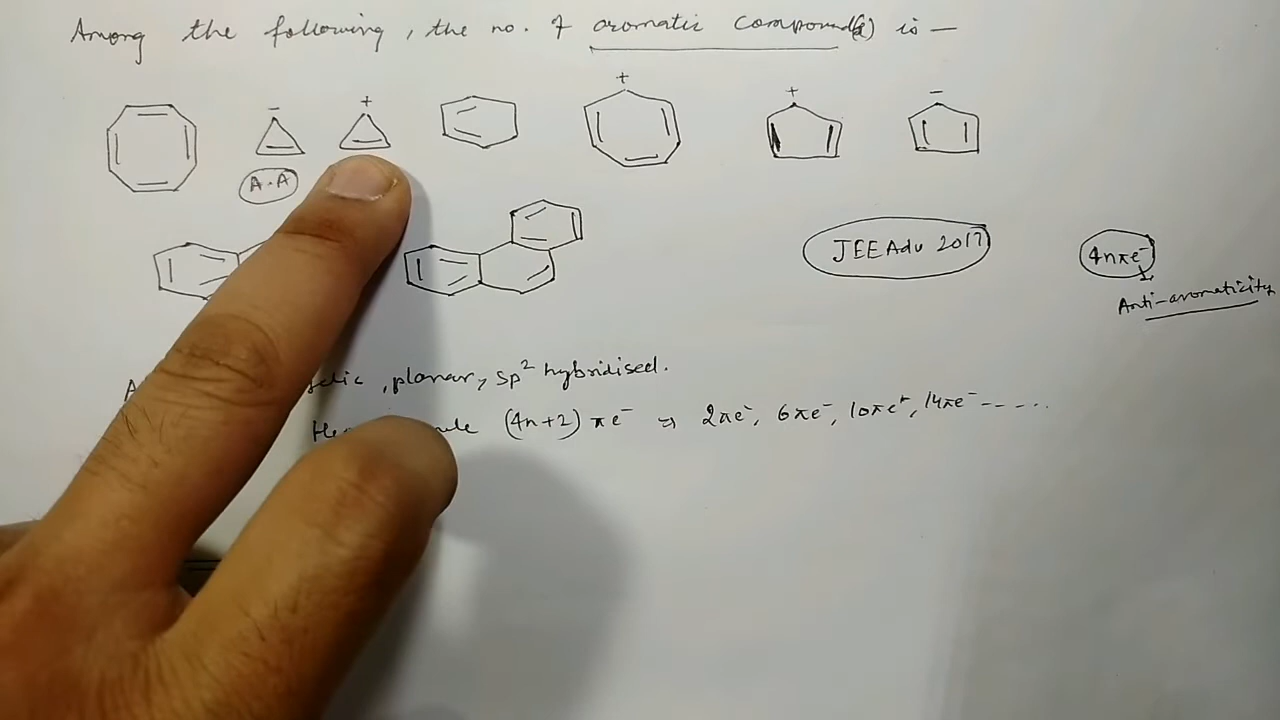 Among the following, the no. of aromatic compound(s) is —
− + + + −
A·A
JEE Adv 2017
4nπe⁻
Anti-aromaticity
, planar, sp² hybridised.
(4n+2) πe⁻ ⇒ 2πe⁻, 6πe⁻, 10πe⁻, 14πe⁻ -----